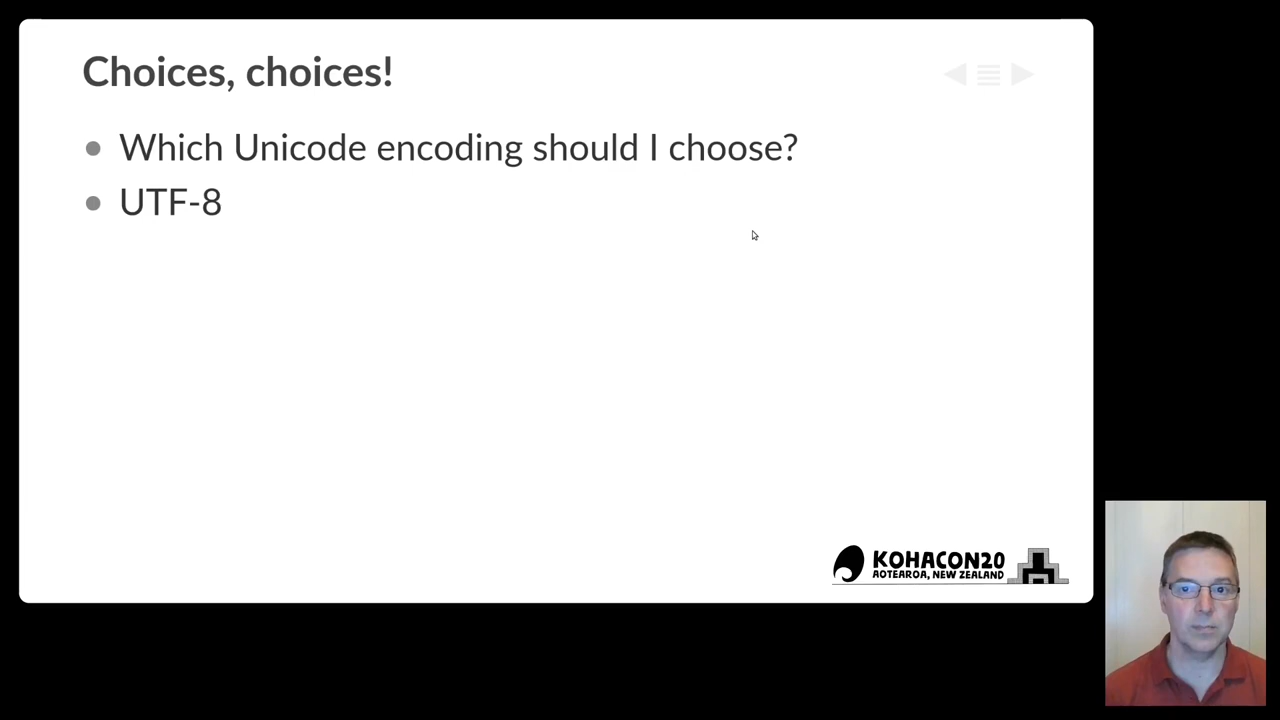 Choices, choices!
Which Unicode encoding should I choose?
UTF-8
KOHACON20
AOTEAROA, NEW ZEALAND